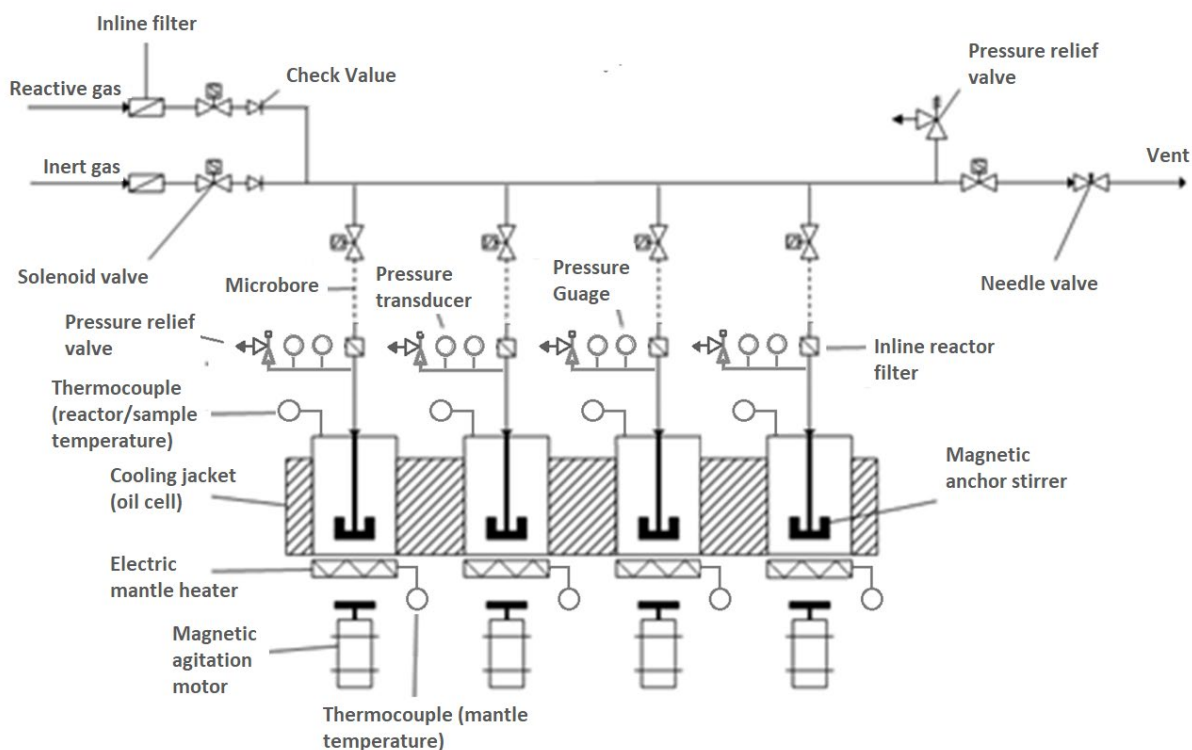 Inline filter
Reactive gas
Check Value
Pressure relief
valve
Inert gas
Vent
Solenoid valve
Microbore
Pressure
transducer
Pressure
Guage
Needle valve
Pressure relief
valve
Inline reactor
filter
Thermocouple
(reactor/sample
temperature)
Cooling jacket
(oil cell)
Magnetic
anchor stirrer
Electric
mantle heater
Magnetic
agitation
motor
Thermocouple (mantle
temperature)